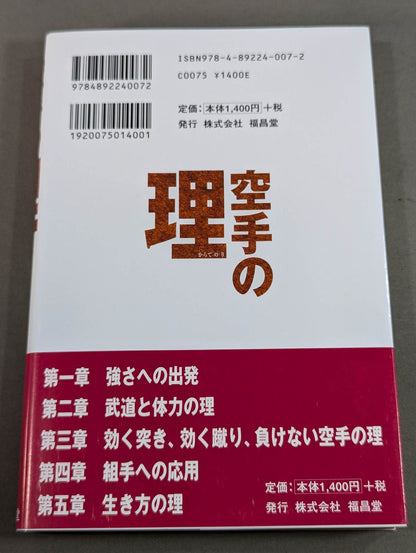 ISBN978-4-89224-007-2
C0075 ¥1400E
9784892240072
定価：本体1,400円+税
発行 株式会社 福昌堂
1920075014001
空手の
理
からてのり
第一章 強さへの出発
第二章 武道と体力の理
第三章 効く突き、効く蹴り、負けない空手の理
第四章 組手への応用
第五章 生き方の理
定価：本体1,400円+税
発行 株式会社 福昌堂